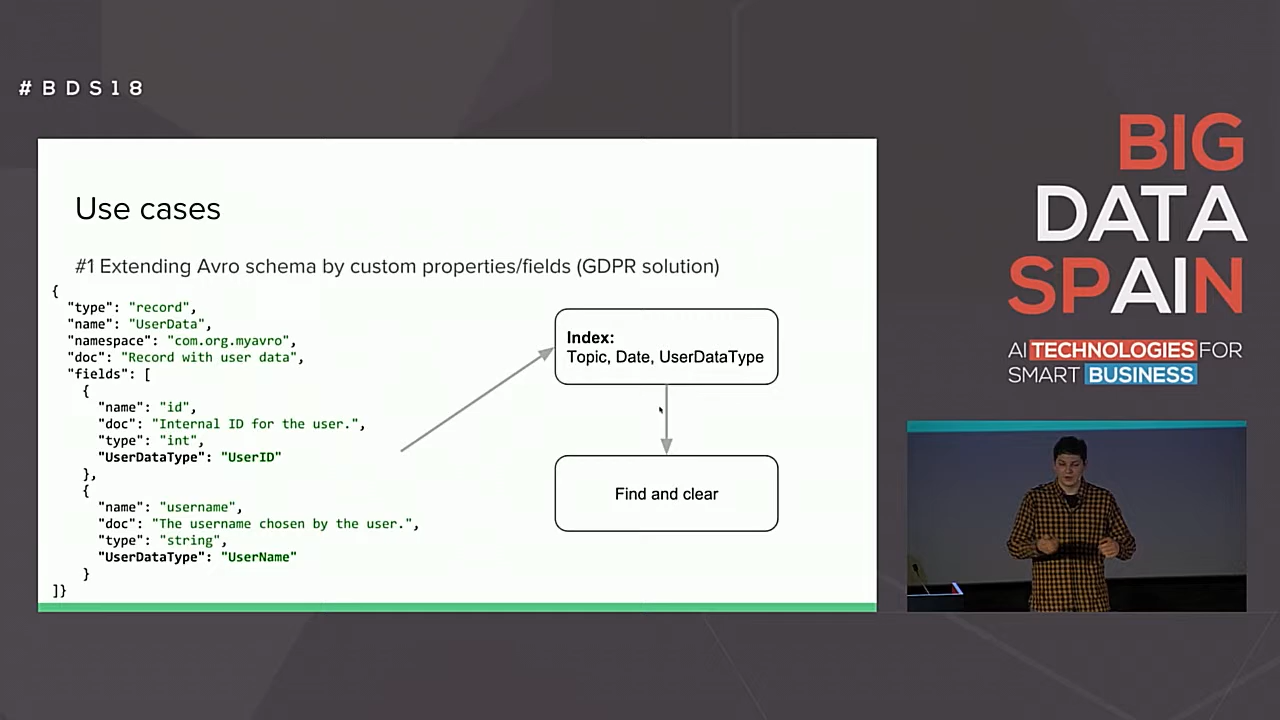 #BDS18
BIG
DATA
SPAIN
AI TECHNOLOGIES FOR
SMART BUSINESS
Use cases
#1 Extending Avro schema by custom properties/fields (GDPR solution)
{
"type": "record",
"name": "UserData",
"namespace": "com.org.myavro",
"doc": "Record with user data",
"fields": [
{
"name": "id",
"doc": "Internal ID for the user.",
"type": "int",
"UserDataType": "UserID"
},
{
"name": "username",
"doc": "The username chosen by the user.",
"type": "string",
"UserDataType": "UserName"
}
]}
Index:
Topic, Date, UserDataType
Find and clear